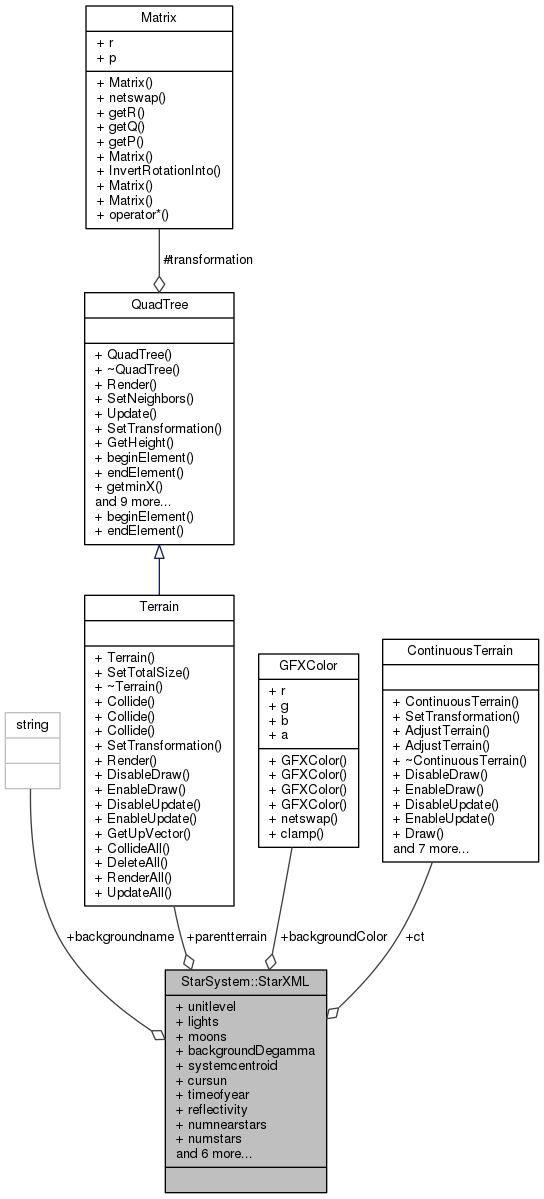 Matrix
+ r
+ p
+ Matrix()
+ netswap()
+ getR()
+ getQ()
+ getP()
+ Matrix()
+ InvertRotationInto()
+ Matrix()
+ Matrix()
+ operator*()
#transformation
QuadTree
+ QuadTree()
+ ~QuadTree()
+ Render()
+ SetNeighbors()
+ Update()
+ SetTransformation()
+ GetHeight()
+ beginElement()
+ endElement()
+ getminX()
and 9 more...
+ beginElement()
+ endElement()
Terrain
+ Terrain()
+ SetTotalSize()
+ ~Terrain()
+ Collide()
+ Collide()
+ Collide()
+ SetTransformation()
+ Render()
+ DisableDraw()
+ EnableDraw()
+ DisableUpdate()
+ EnableUpdate()
+ GetUpVector()
+ CollideAll()
+ DeleteAll()
+ RenderAll()
+ UpdateAll()
string
GFXColor
+ r
+ g
+ b
+ a
+ GFXColor()
+ GFXColor()
+ GFXColor()
+ GFXColor()
+ netswap()
+ clamp()
ContinuousTerrain
+ ContinuousTerrain()
+ SetTransformation()
+ AdjustTerrain()
+ AdjustTerrain()
+ ~ContinuousTerrain()
+ DisableDraw()
+ EnableDraw()
+ DisableUpdate()
+ EnableUpdate()
+ Draw()
and 7 more...
+backgroundname
+parentterrain
+backgroundColor
+ct
StarSystem::StarXML
+ unitlevel
+ lights
+ moons
+ backgroundDegamma
+ systemcentroid
+ cursun
+ timeofyear
+ reflectivity
+ numnearstars
+ numstars
and 6 more...